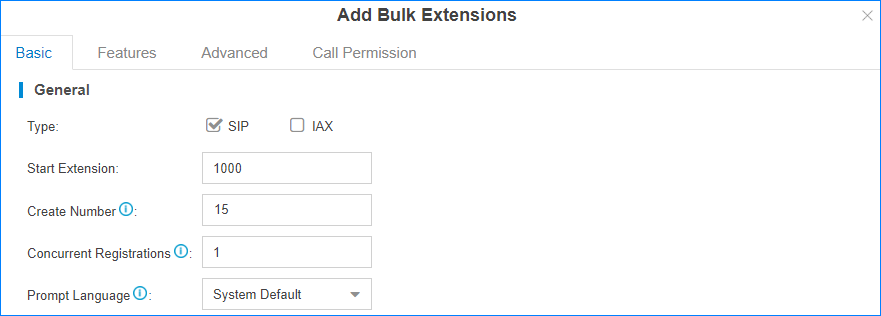 Add Bulk Extensions
Basic Features Advanced Call Permission
General
Type: SIP IAX
Start Extension: 1000
Create Number : 15
Concurrent Registrations : 1
Prompt Language : System Default